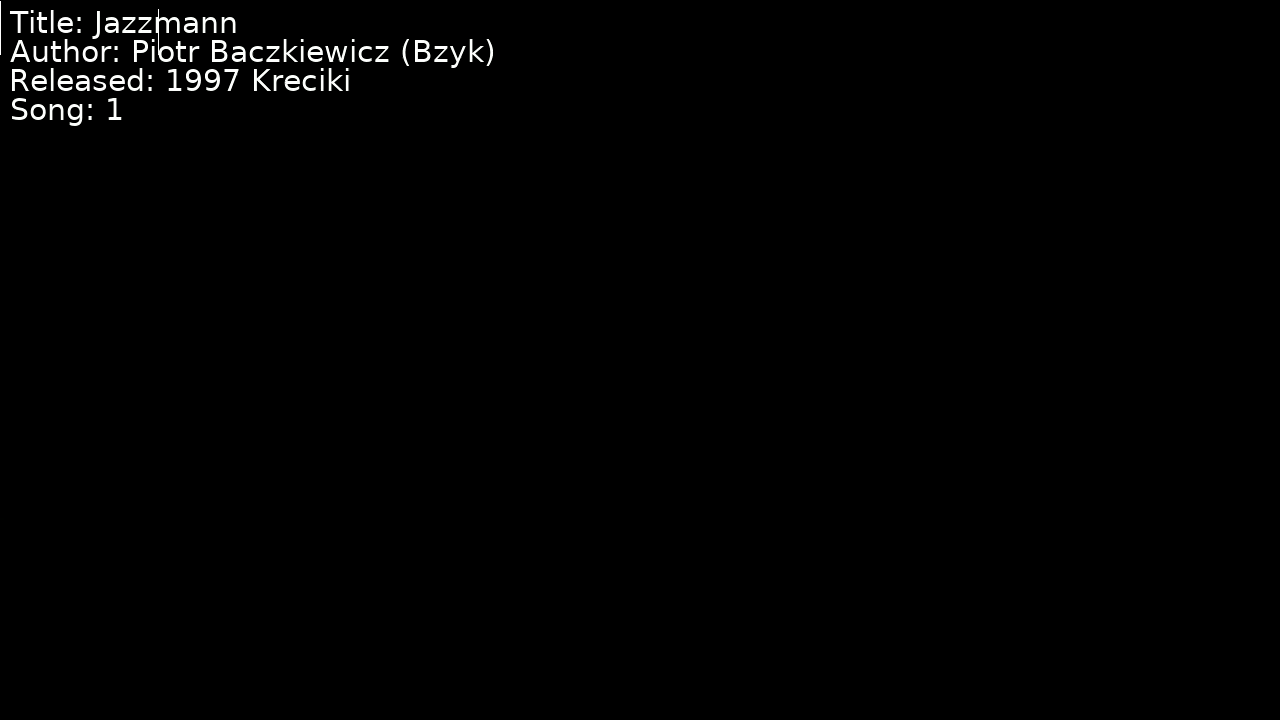 Title: Jazzmann
Author: Piotr Baczkiewicz (Bzyk)
Released: 1997 Kreciki
Song: 1